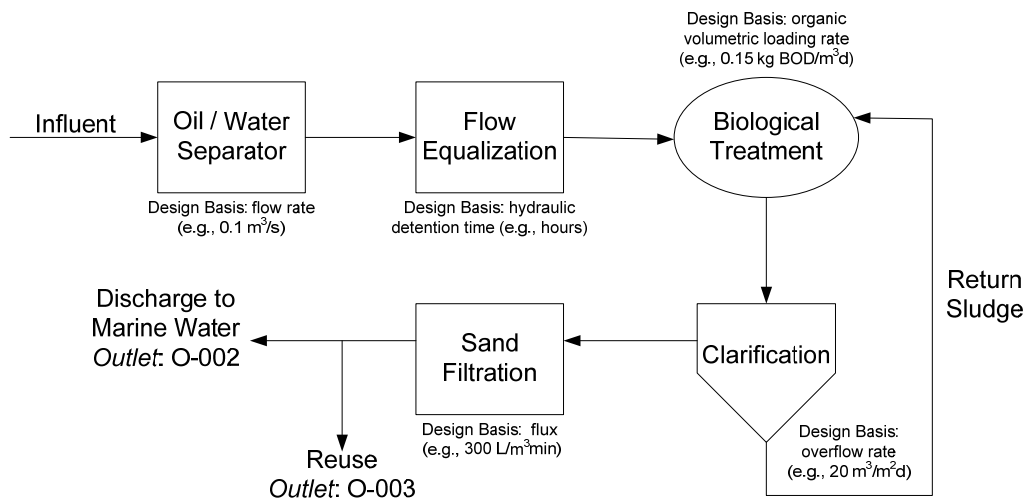 Design Basis: organic
volumetric loading rate
(e.g., 0.15 kg BOD/m³d)
Influent
Oil / Water
Separator
Flow
Equalization
Biological
Treatment
Design Basis: flow rate
(e.g., 0.1 m³/s)
Design Basis: hydraulic
detention time (e.g., hours)
Return
Sludge
Discharge to
Marine Water
Outlet: O-002
Sand
Filtration
Clarification
Design Basis: flux
(e.g., 300 L/m³min)
Design Basis:
overflow rate
(e.g., 20 m³/m²d)
Reuse
Outlet: O-003